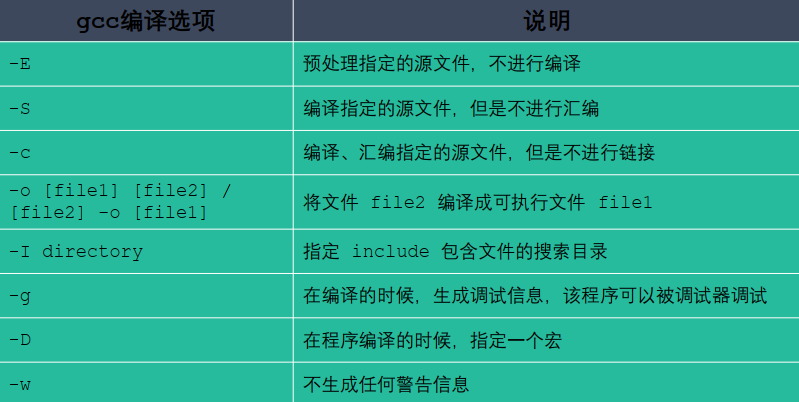 gcc编译选项 说明
-E 预处理指定的源文件，不进行编译
-S 编译指定的源文件，但是不进行汇编
-c 编译、汇编指定的源文件，但是不进行链接
-o [file1] [file2] /
[file2] -o [file1] 将文件 file2 编译成可执行文件 file1
-I directory 指定 include 包含文件的搜索目录
-g 在编译的时候，生成调试信息，该程序可以被调试器调试
-D 在程序编译的时候，指定一个宏
-w 不生成任何警告信息